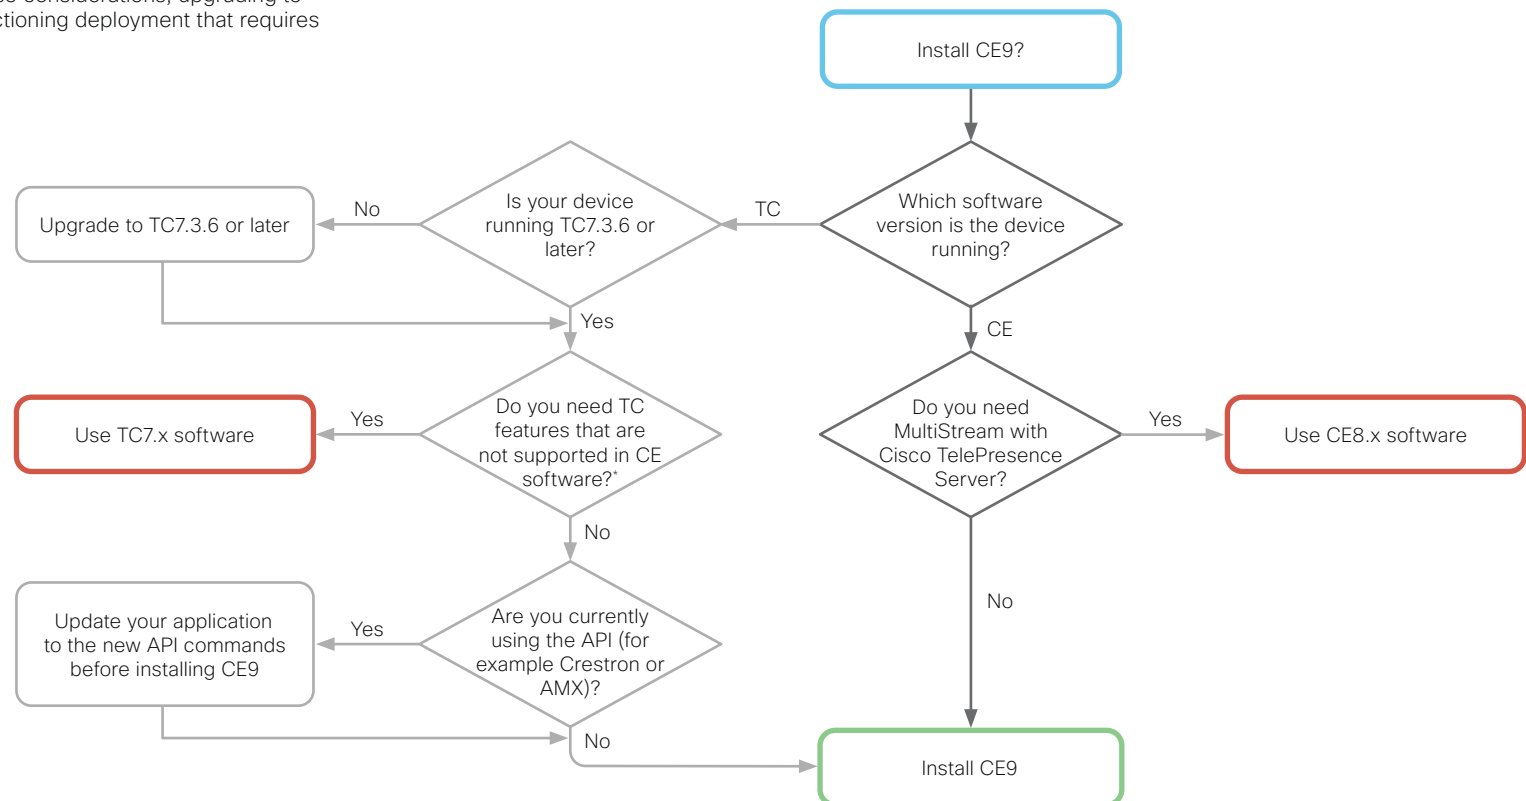 ctioning deployment that requires
Install CE9?
Which software
version is the device
running?
TC
Is your device
running TC7.3.6 or
later?
No
Upgrade to TC7.3.6 or later
Yes
CE
Do you need TC
features that are
not supported in CE
software?*
Yes
Use TC7.x software
Do you need
MultiStream with
Cisco TelePresence
Server?
Yes
Use CE8.x software
No
Are you currently
using the API (for
example Crestron or
AMX)?
Yes
Update your application
to the new API commands
before installing CE9
No
No
Install CE9